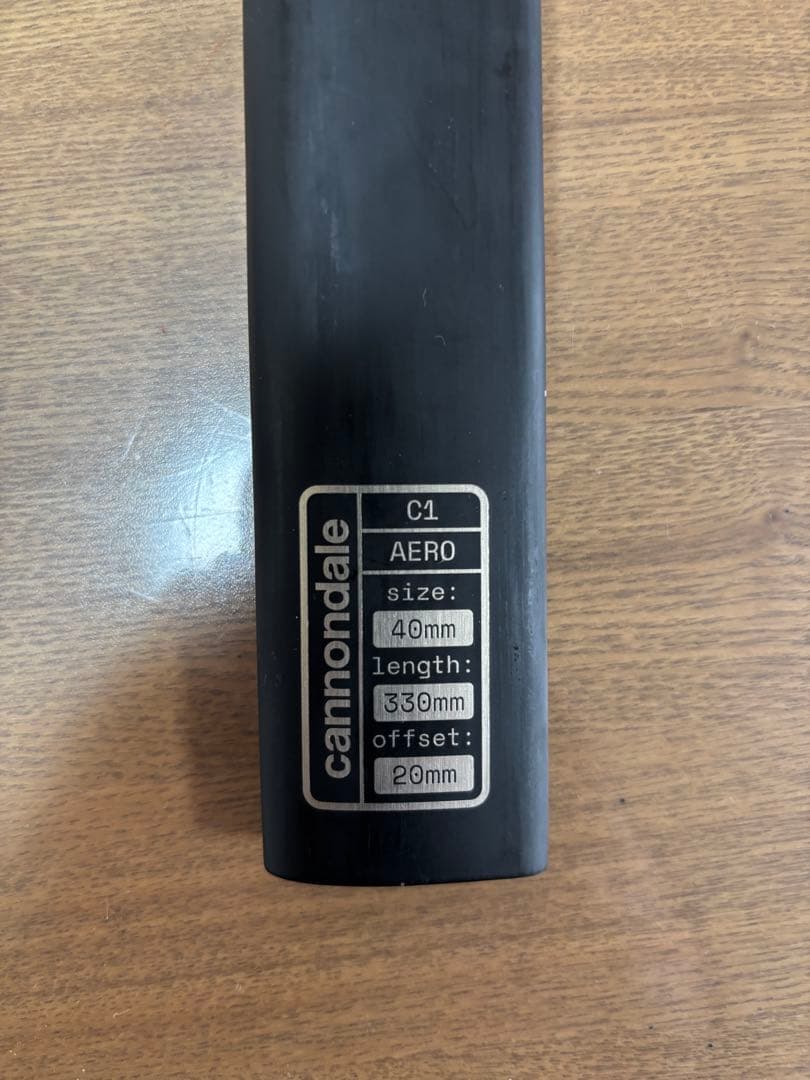 cannondale
C1
AERO
size:
40mm
length:
330mm
offset:
20mm